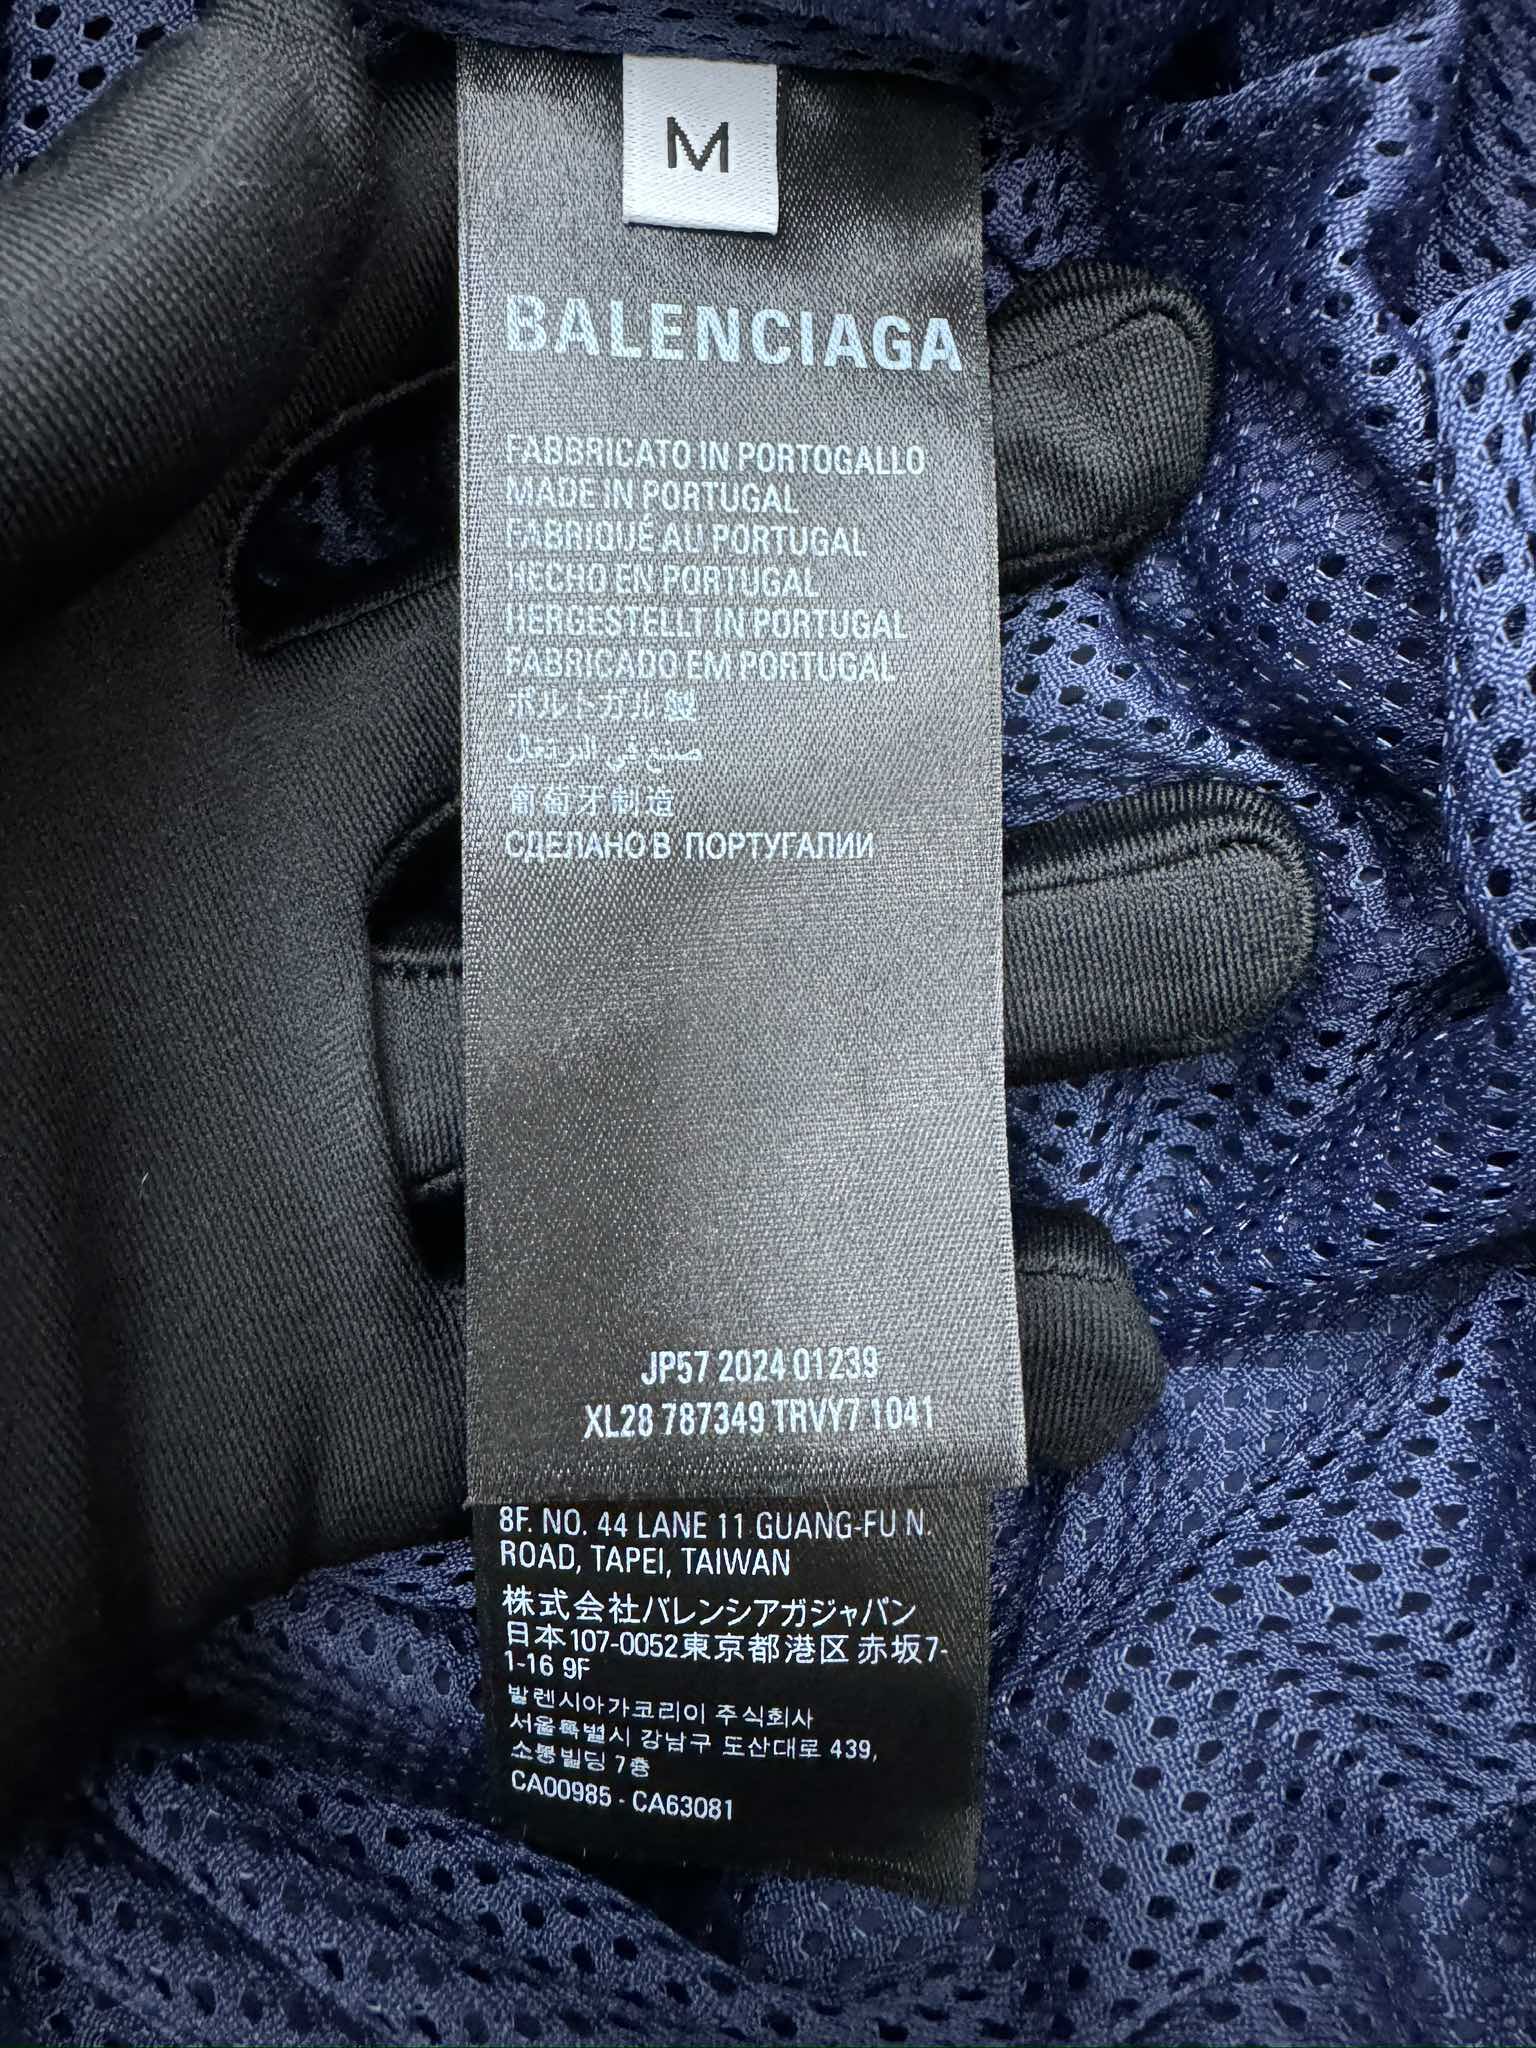 M
BALENCIAGA
FABBRICATO IN PORTOGALLO
MADE IN PORTUGAL
FABRIQUÉ AU PORTUGAL
HECHO EN PORTUGAL
HERGESTELLT IN PORTUGAL
FABRICADO EM PORTUGAL
ポルトガル製
صنع في البرتغال
葡萄牙制造
СДЕЛАНО В ПОРТУГАЛИИ
JP57 2024 01239
XL28 787349 TRVY7 1041
8F. NO. 44 LANE 11 GUANG-FU N.
ROAD, TAPEI, TAIWAN
株式会社バレンシアガジャパン
日本107-0052東京都港区赤坂7-
1-16 9F
발렌시아가코리아 주식회사
서울특별시 강남구 도산대로 439,
소통빌딩 7층
CA00985 - CA63081